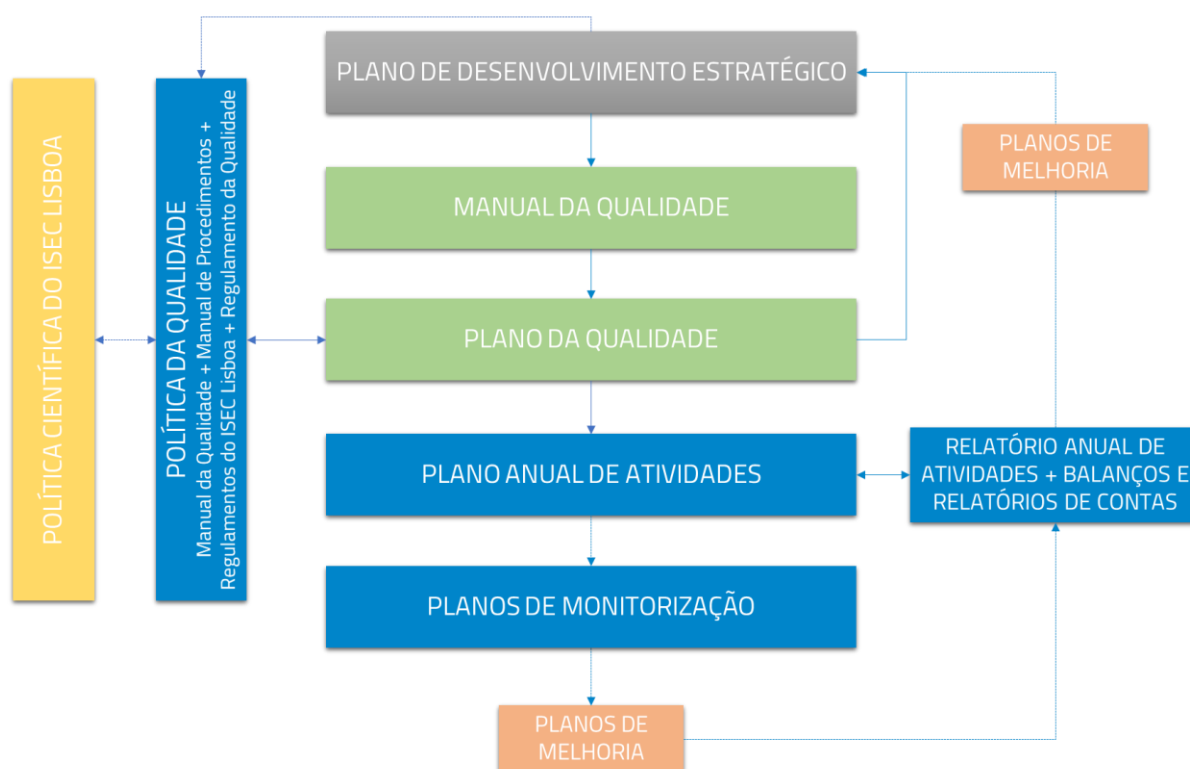 PLANO DE DESENVOLVIMENTO ESTRATÉGICO
POLÍTICA CIENTÍFICA DO ISEC LISBOA
POLÍTICA DA QUALIDADE
Manual da Qualidade + Manual de Procedimentos +
Regulamentos do ISEC Lisboa + Regulamento da Qualidade
MANUAL DA QUALIDADE
PLANO DA QUALIDADE
PLANO ANUAL DE ATIVIDADES
PLANOS DE MONITORIZAÇÃO
PLANOS DE
MELHORIA
RELATÓRIO ANUAL DE
ATIVIDADES + BALANÇOS E
RELATÓRIOS DE CONTAS
PLANOS DE
MELHORIA